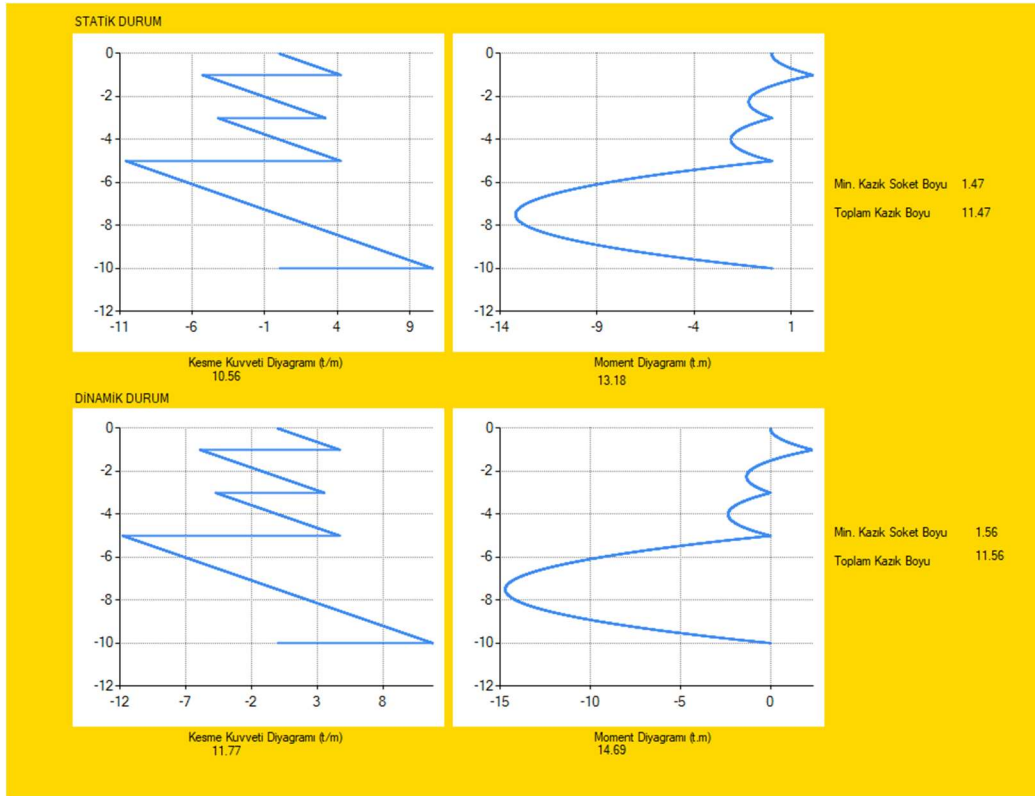 STATİK DURUM
0
-2
-4
-6
-8
-10
-12
-11 -6 -1 4 9
Kesme Kuvveti Diyagramı (t/m)
10.56
0
-2
-4
-6
-8
-10
-12
-14 -9 -4 1
Moment Diyagramı (t.m)
13.18
Min. Kazık Soket Boyu 1.47
Toplam Kazık Boyu 11.47
DİNAMİK DURUM
0
-2
-4
-6
-8
-10
-12
-12 -7 -2 3 8
Kesme Kuvveti Diyagramı (t/m)
11.77
0
-2
-4
-6
-8
-10
-12
-15 -10 -5 0
Moment Diyagramı (t.m)
14.69
Min. Kazık Soket Boyu 1.56
Toplam Kazık Boyu 11.56